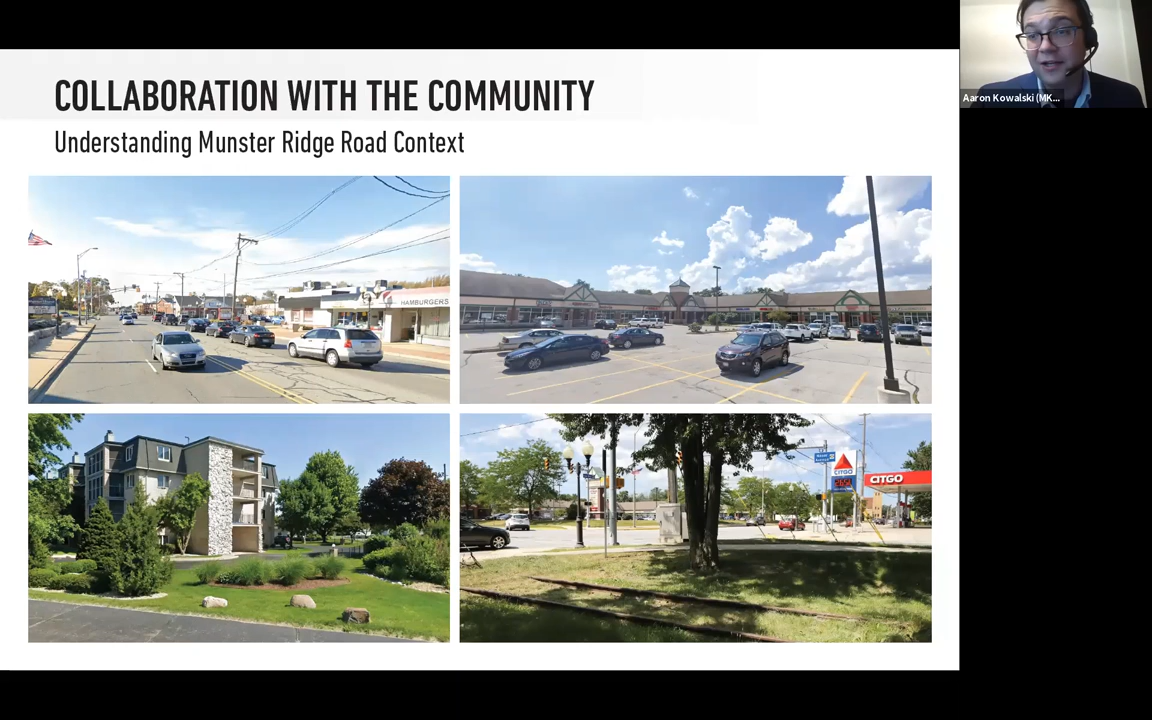 COLLABORATION WITH THE COMMUNITY
Understanding Munster Ridge Road Context
HAMBURGERS
CITGO
CITGO
Aaron Kowalski (MK...